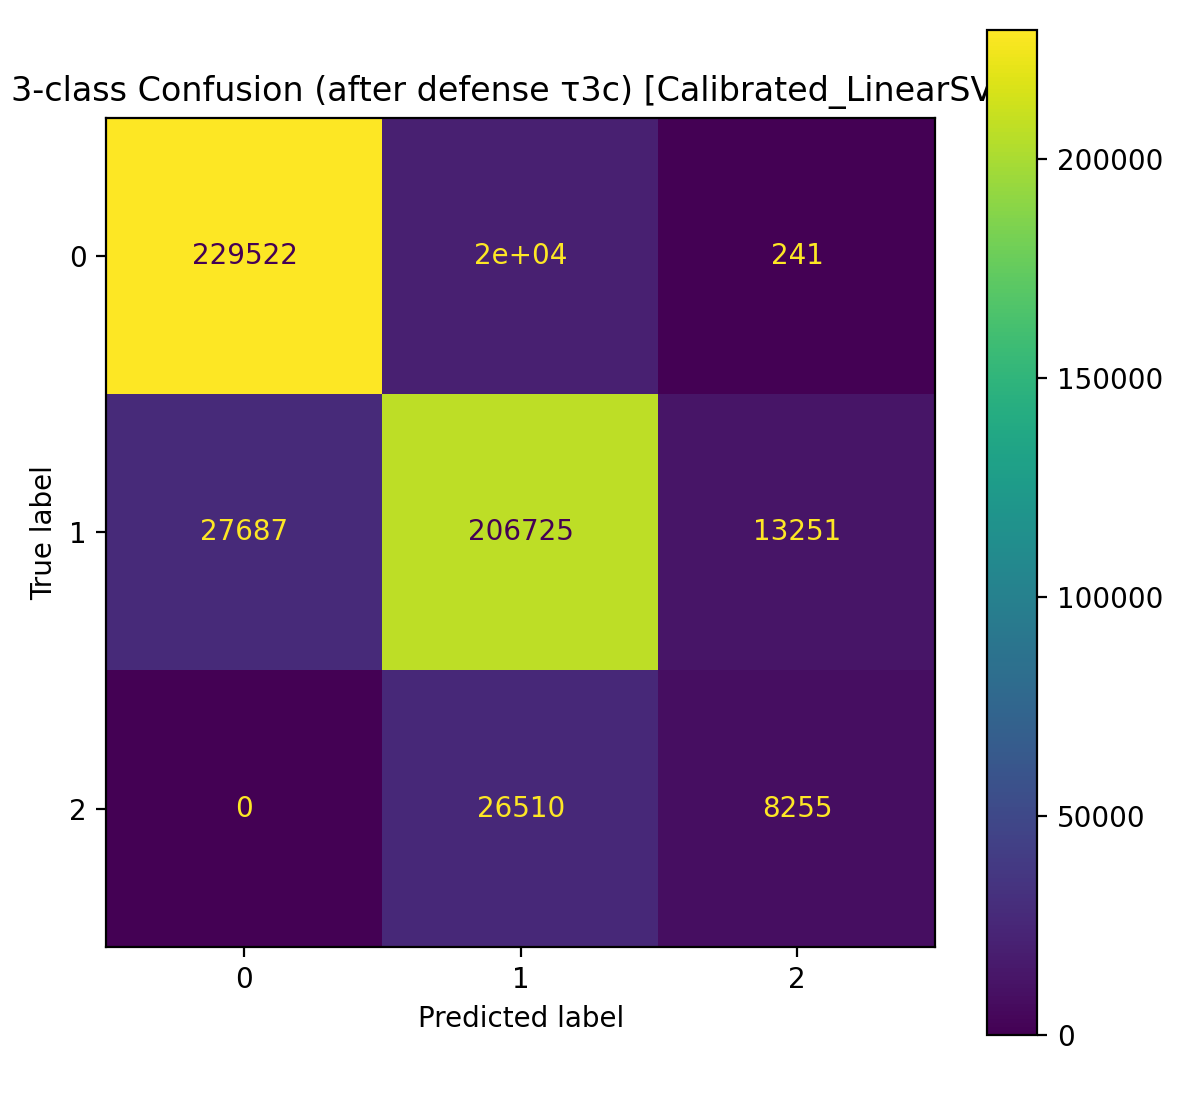 3-class Confusion (after defense τ3c) [Calibrated_LinearSV
229522 2e+04 241
27687 206725 13251
0 26510 8255
0
1
2
True label
0 1 2
Predicted label
200000
150000
100000
50000
0